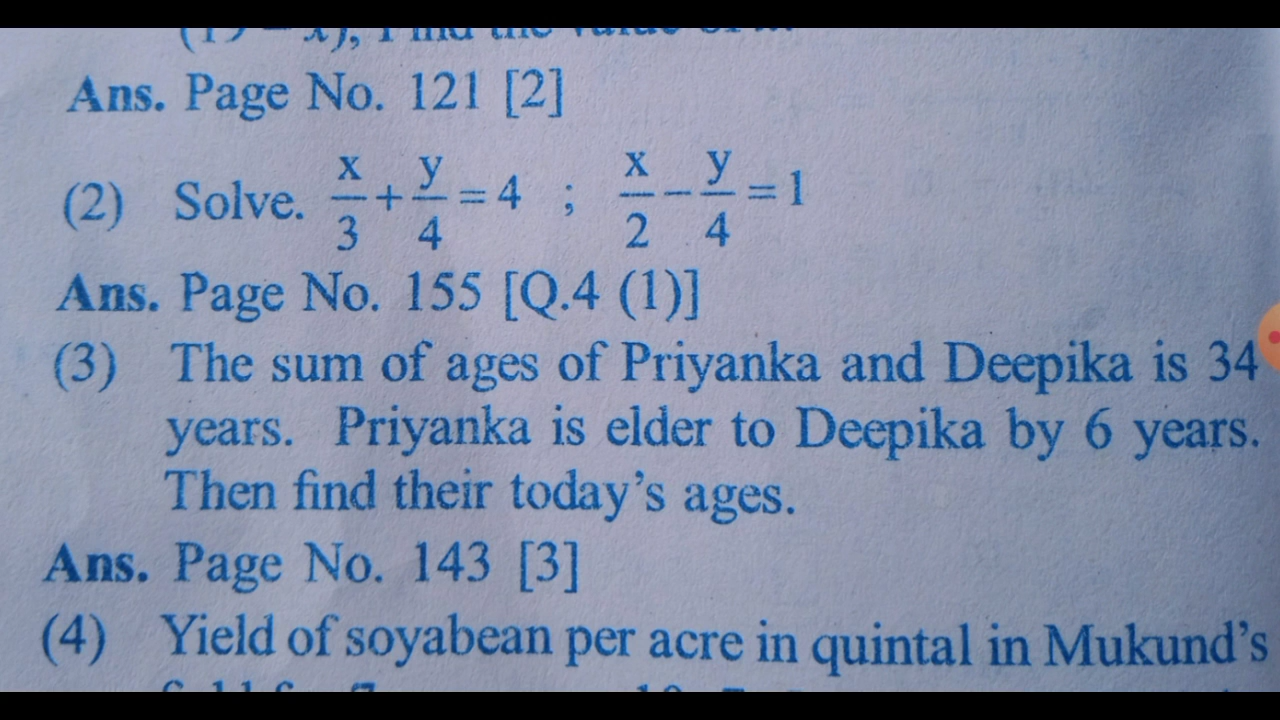 Ans. Page No. 121 [2]
(2) Solve. x/3 + y/4 = 4 ; x/2 − y/4 = 1
Ans. Page No. 155 [Q.4 (1)]
(3) The sum of ages of Priyanka and Deepika is 34
years. Priyanka is elder to Deepika by 6 years.
Then find their today's ages.
Ans. Page No. 143 [3]
(4) Yield of soyabean per acre in quintal in Mukund's